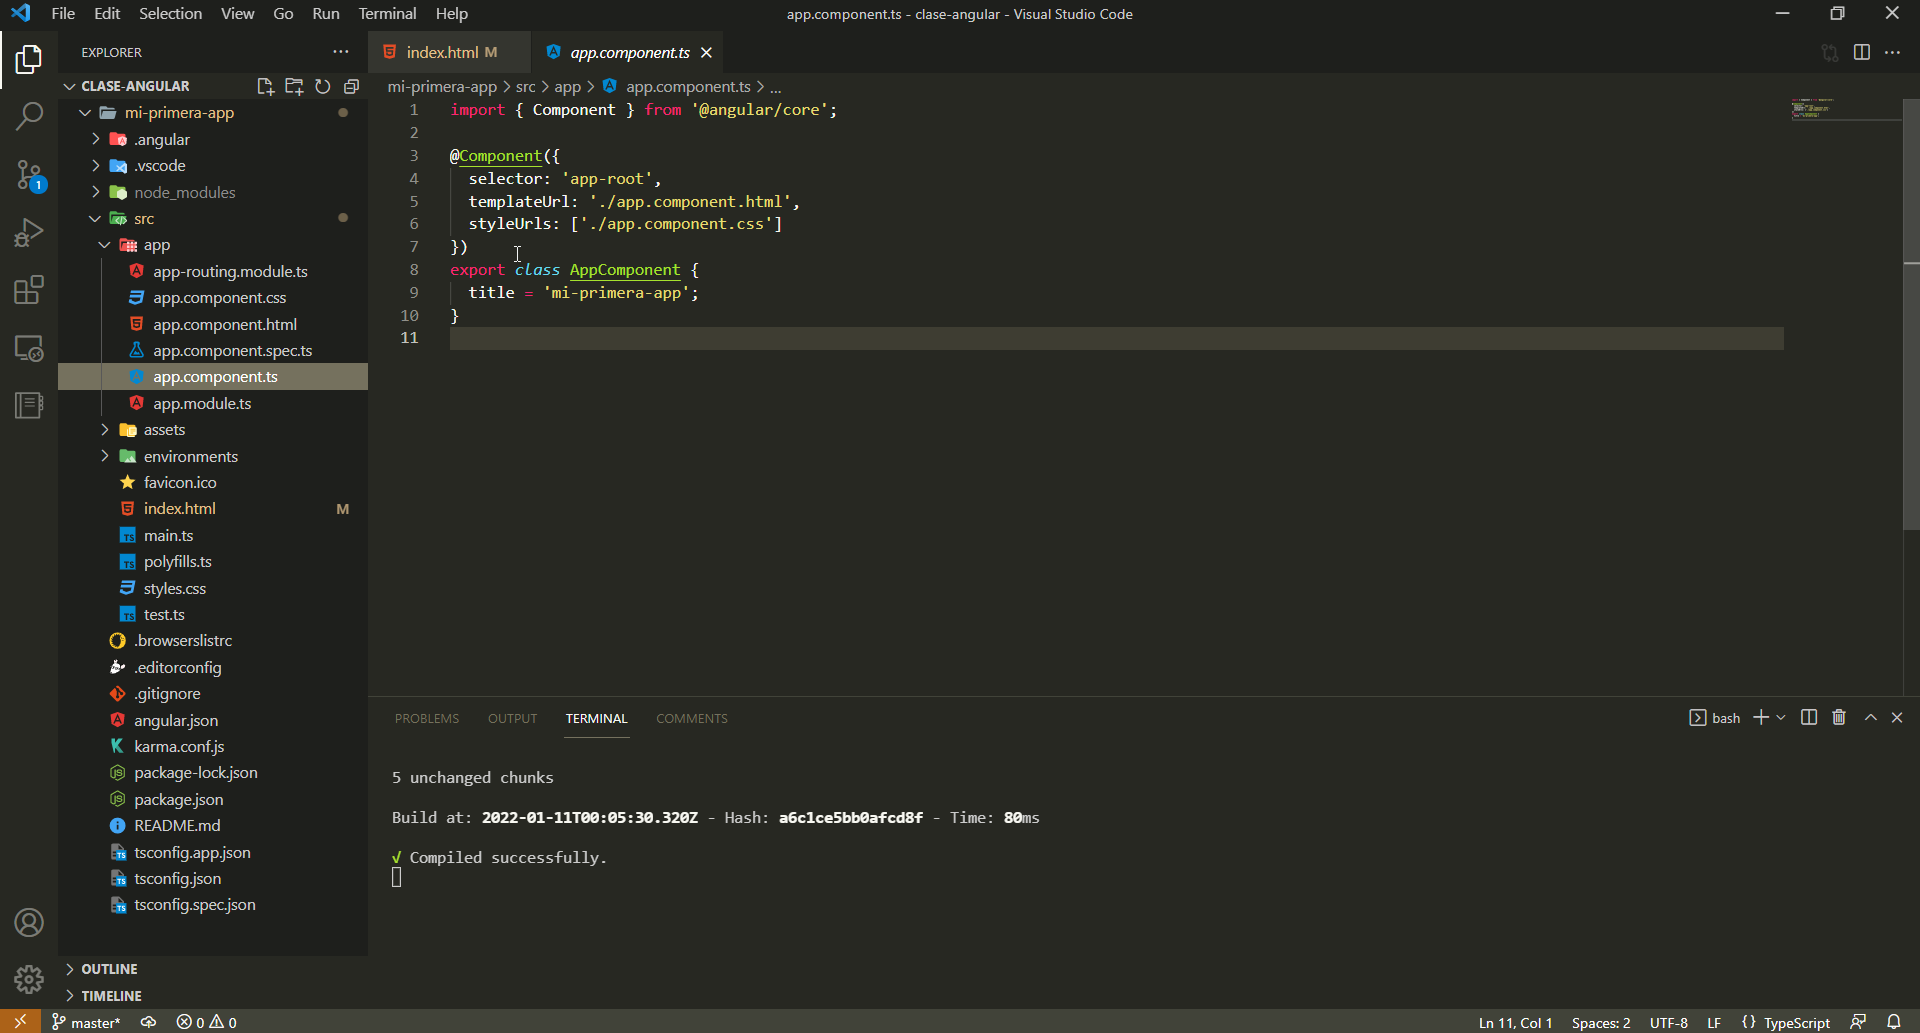 File Edit Selection View Go Run Terminal Help
app.component.ts - clase-angular - Visual Studio Code
EXPLORER
CLASE-ANGULAR
mi-primera-app
.angular
.vscode
node_modules
src
app
app-routing.module.ts
app.component.css
app.component.html
app.component.spec.ts
app.component.ts
app.module.ts
assets
environments
favicon.ico
index.html M
main.ts
polyfills.ts
styles.css
test.ts
.browserslistrc
.editorconfig
.gitignore
angular.json
karma.conf.js
package-lock.json
package.json
README.md
tsconfig.app.json
tsconfig.json
tsconfig.spec.json
OUTLINE
TIMELINE
index.html M
app.component.ts
mi-primera-app > src > app > app.component.ts > ...
1 import { Component } from '@angular/core';
2
3 @Component({
4 selector: 'app-root',
5 templateUrl: './app.component.html',
6 styleUrls: ['./app.component.css']
7 })
8 export class AppComponent {
9 title = 'mi-primera-app';
10 }
11
PROBLEMS OUTPUT TERMINAL COMMENTS
bash
5 unchanged chunks
Build at: 2022-01-11T00:05:30.320Z - Hash: a6c1ce5bb0afcd8f - Time: 80ms
√ Compiled successfully.
1
master* 0 0
Ln 11, Col 1 Spaces: 2 UTF-8 LF {} TypeScript